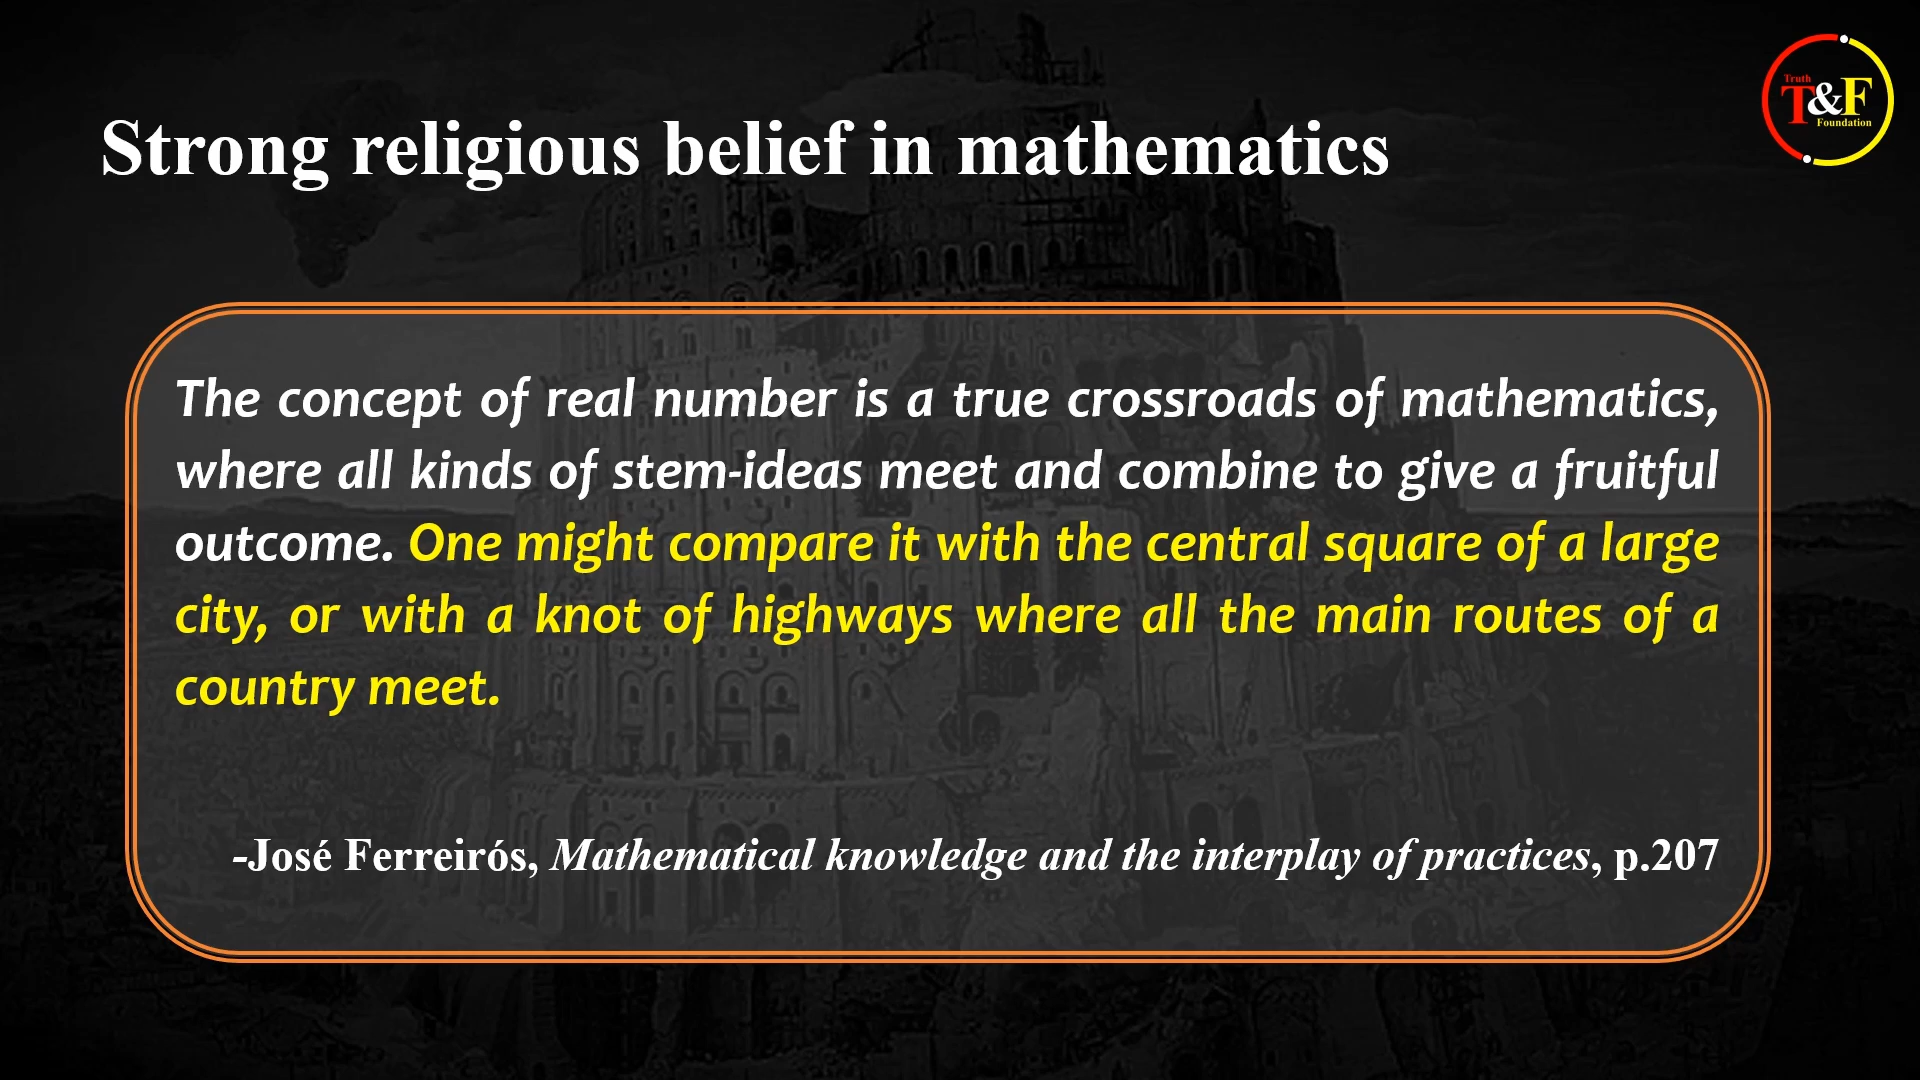 Strong religious belief in mathematics
Truth
T&F
Foundation
The concept of real number is a true crossroads of mathematics,
where all kinds of stem-ideas meet and combine to give a fruitful
outcome. One might compare it with the central square of a large
city, or with a knot of highways where all the main routes of a
country meet.
-José Ferreirós, Mathematical knowledge and the interplay of practices, p.207